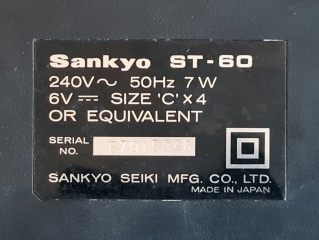 Sankyo ST-60
240V～ 50Hz 7W
6V⎓ SIZE 'C'×4
OR EQUIVALENT
SERIAL
NO.
SANKYO SEIKI MFG. CO., LTD.
MADE IN JAPAN